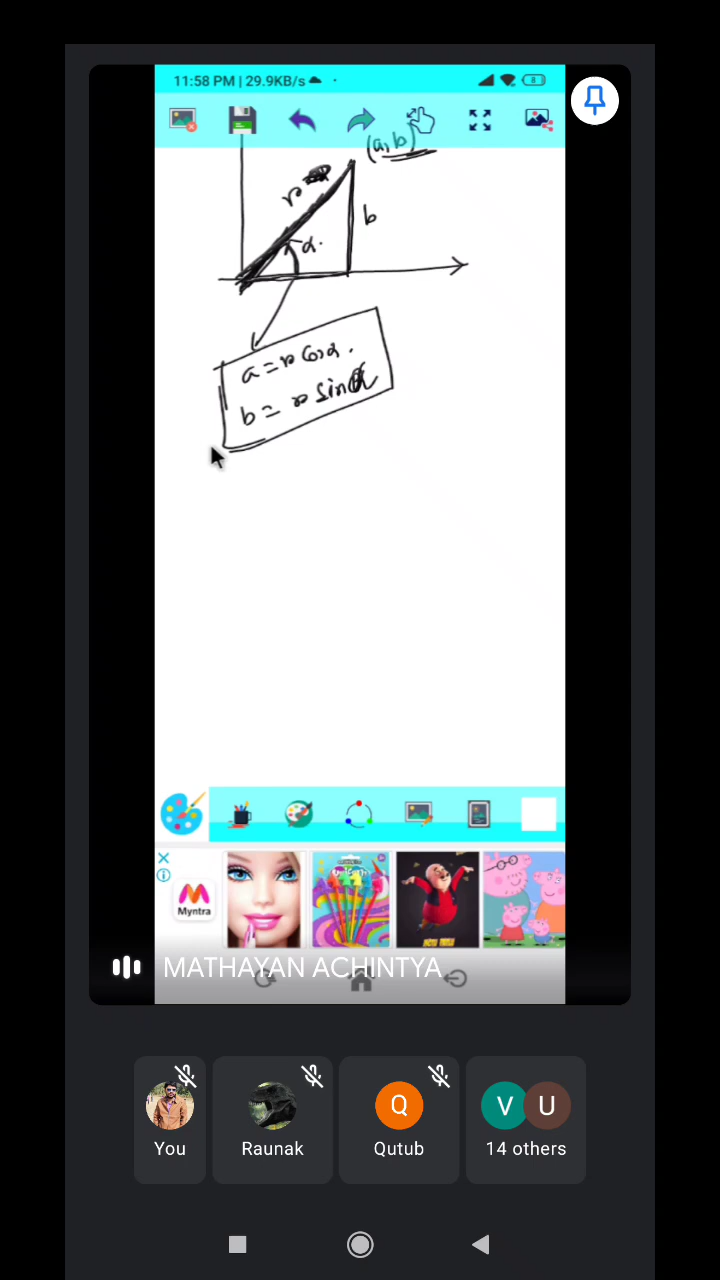 11:58 PM | 29.9KB/s
(a, b)
r
b
α.
a = r Cos α.
b = r Sin α
Myntra
MATHAYAN ACHINTYA
Q
V U
You
Raunak
Qutub
14 others